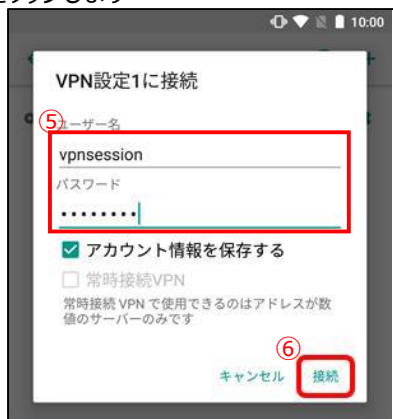 10:00
VPN設定1に接続
⑤
ユーザー名
vpnsession
パスワード
••••••••
アカウント情報を保存する
常時接続VPN
常時接続 VPN で使用できるのはアドレスが数
値のサーバーのみです
⑥
キャンセル 接続